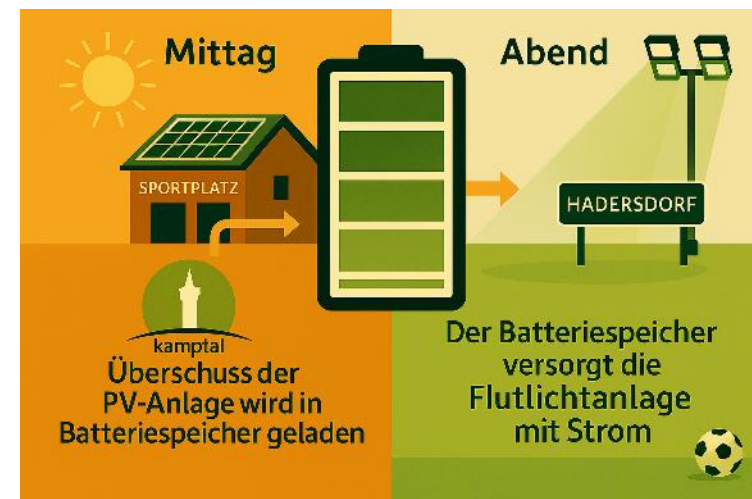 Mittag
SPORTPLATZ
kamptal
Überschuss der
PV-Anlage wird in
Batteriespeicher geladen
Abend
HADERSDORF
Der Batteriespeicher
versorgt die
Flutlichtanlage
mit Strom